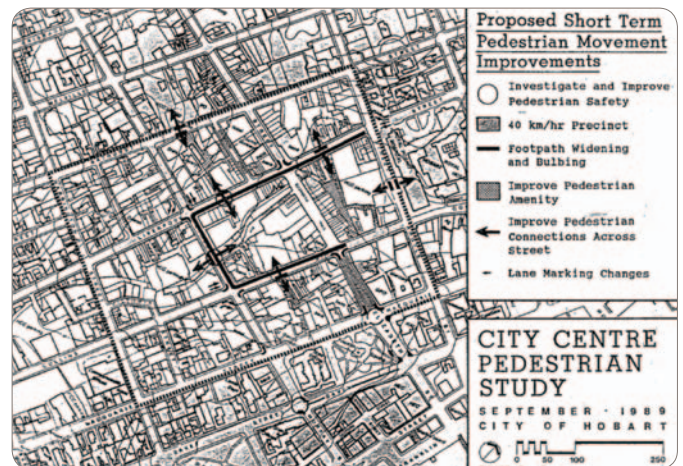 Proposed Short Term
Pedestrian Movement
Improvements
Investigate and Improve
Pedestrian Safety
40 km/hr Precinct
Footpath Widening
and Bulbing
Improve Pedestrian
Amenity
Improve Pedestrian
Connections Across
Street
Lane Marking Changes
CITY CENTRE
PEDESTRIAN
STUDY
SEPTEMBER · 1989
CITY OF HOBART
0 50 100 250